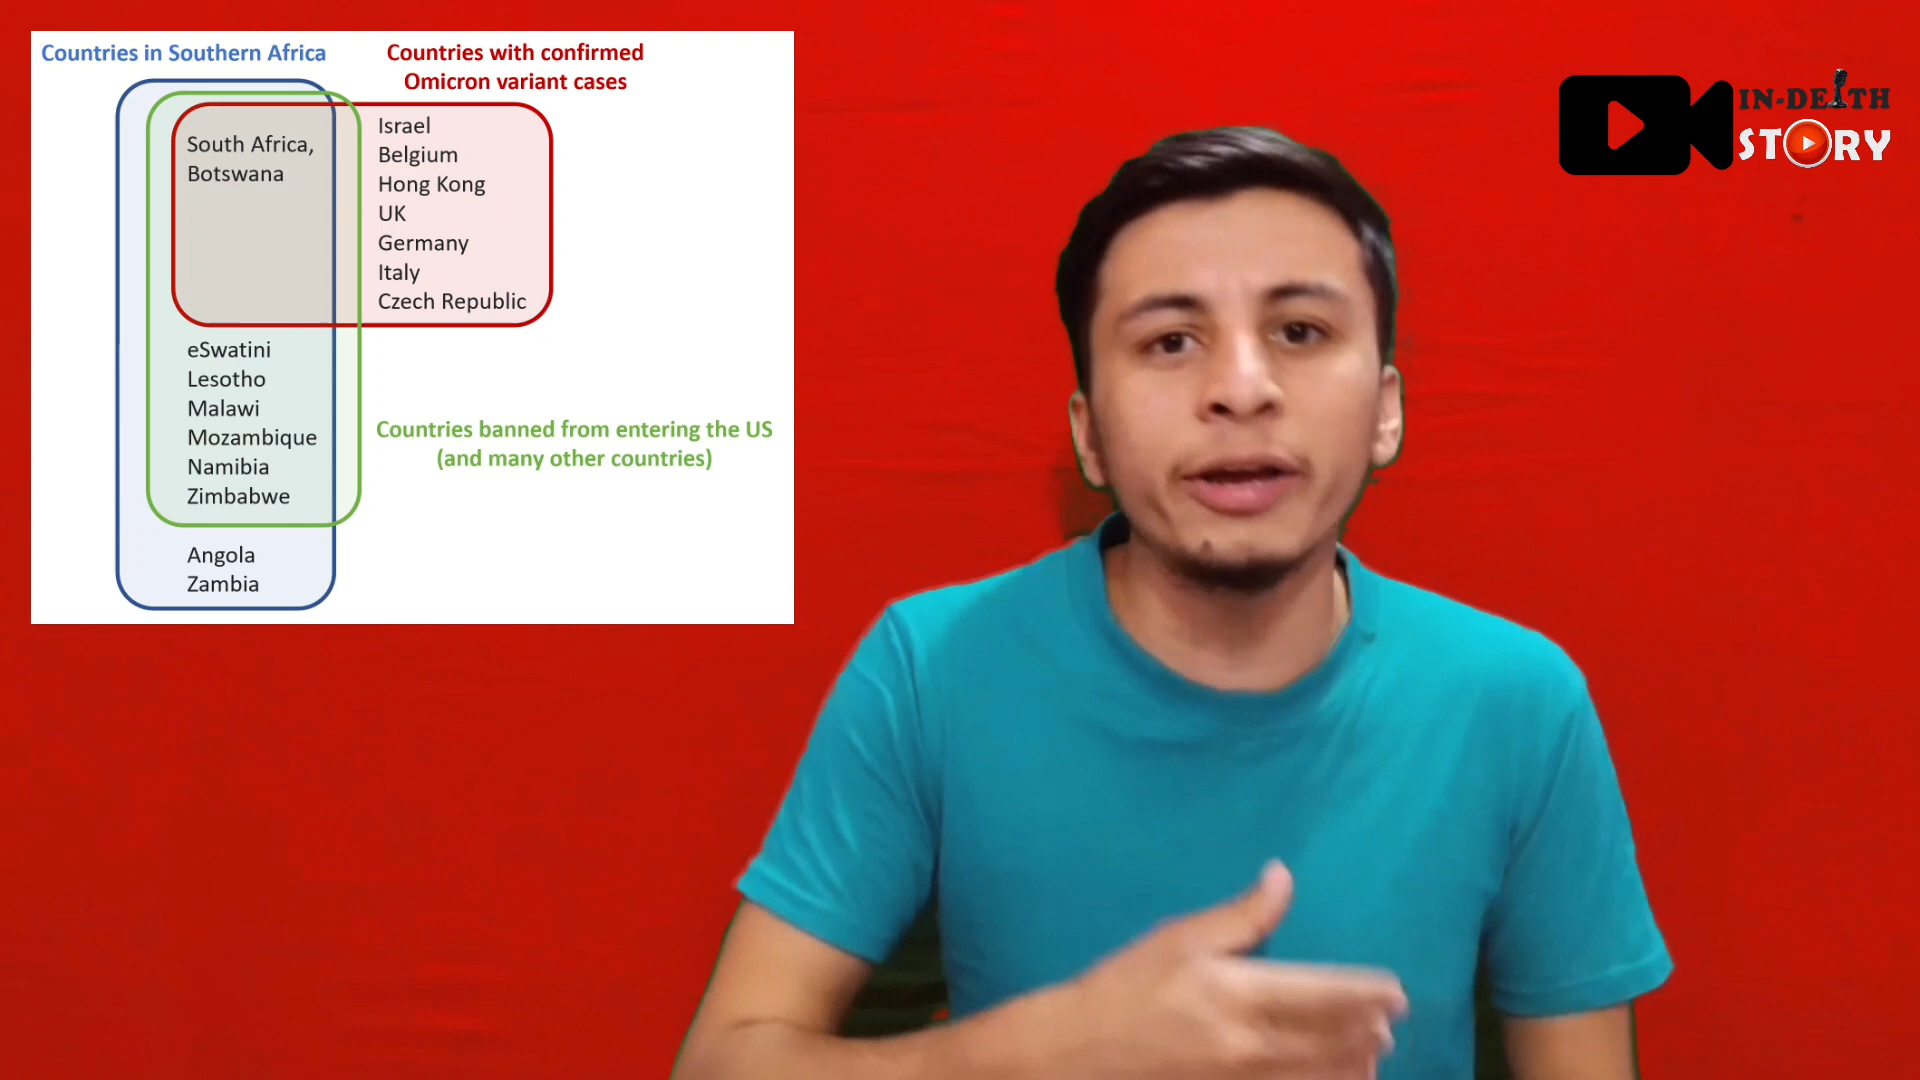 Countries in Southern Africa
Countries with confirmed
Omicron variant cases
South Africa,
Botswana
Israel
Belgium
Hong Kong
UK
Germany
Italy
Czech Republic
eSwatini
Lesotho
Malawi
Mozambique
Namibia
Zimbabwe
Countries banned from entering the US
(and many other countries)
Angola
Zambia
IN-DEPTH
STORY